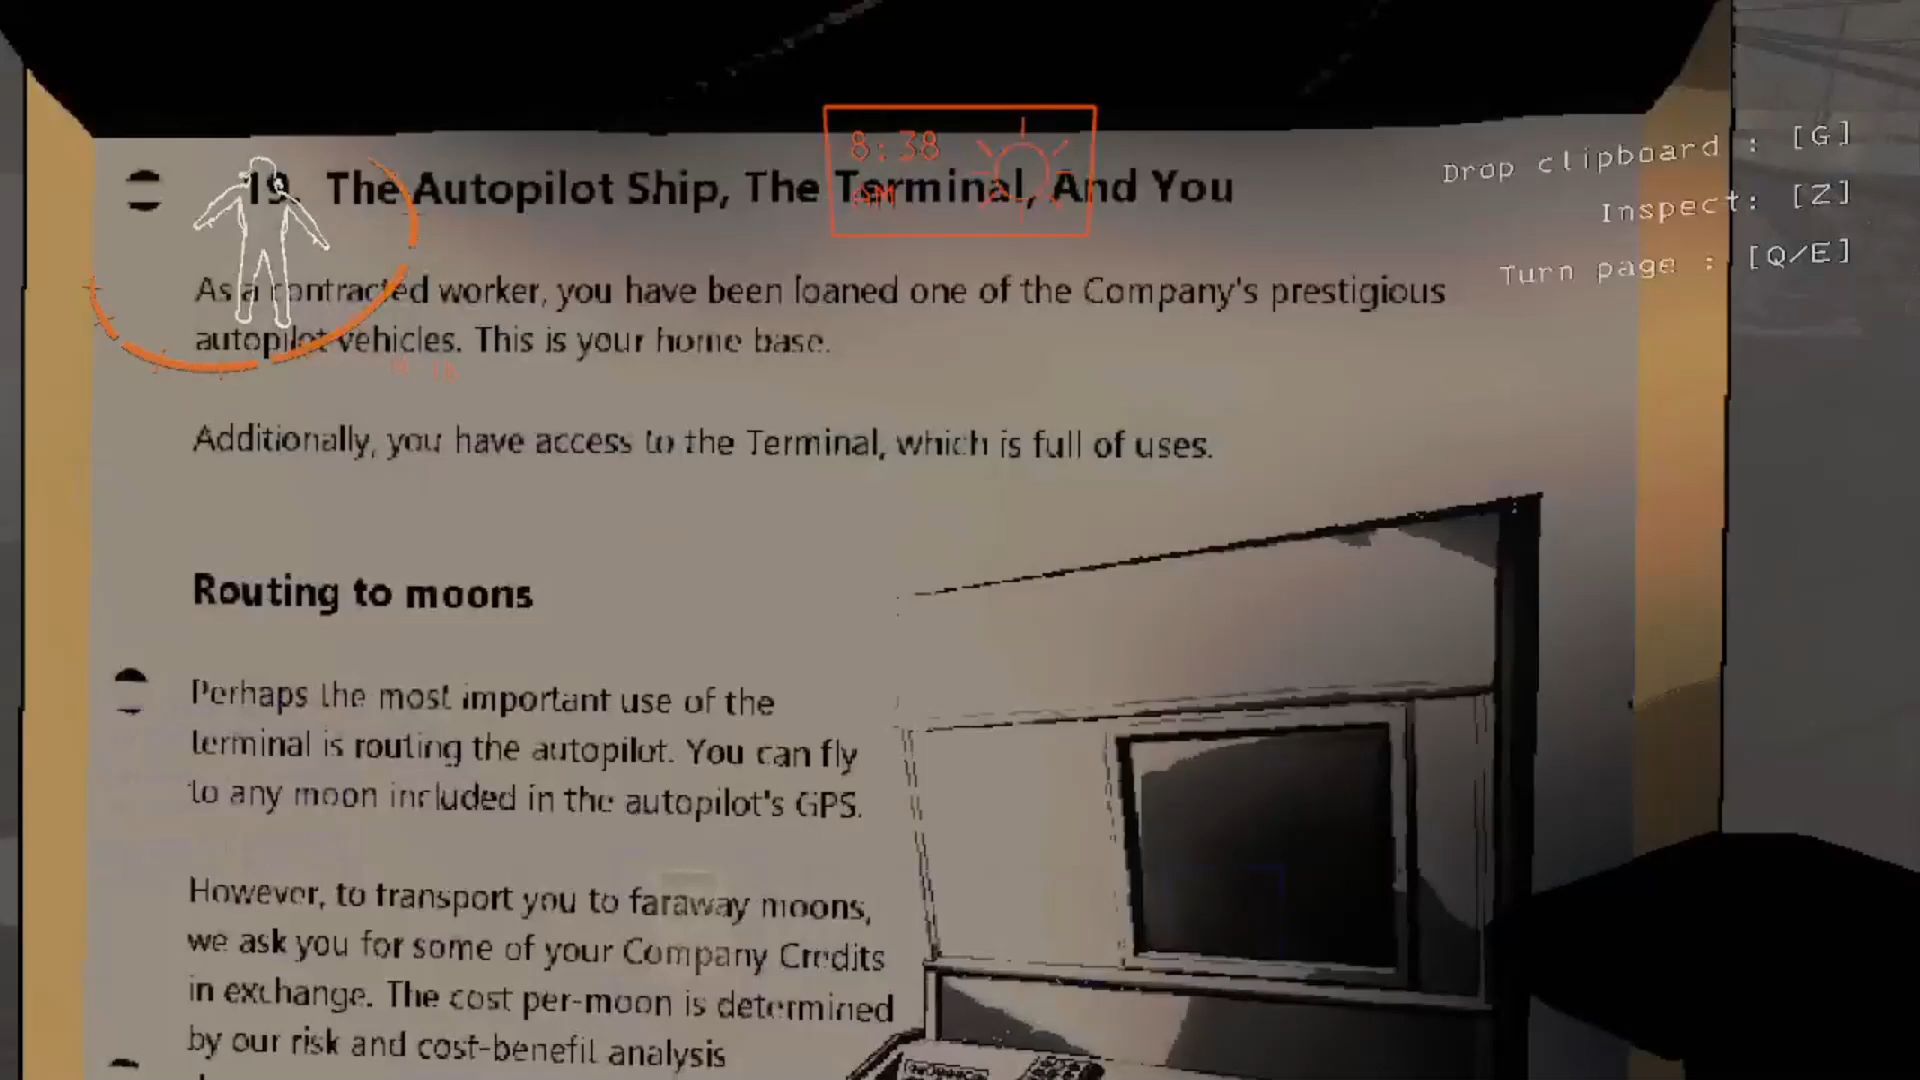 8:38
AM
19. The Autopilot Ship, The Terminal, And You
Drop clipboard : [G]
Inspect: [Z]
Turn page : [Q/E]
As a contracted worker, you have been loaned one of the Company's prestigious
autopilot vehicles. This is your home base.
Additionally, you have access to the Terminal, which is full of uses.
Routing to moons
Perhaps the most important use of the
terminal is routing the autopilot. You can fly
to any moon included in the autopilot's GPS.
However, to transport you to faraway moons,
we ask you for some of your Company Credits
in exchange. The cost per-moon is determined
by our risk and cost-benefit analysis